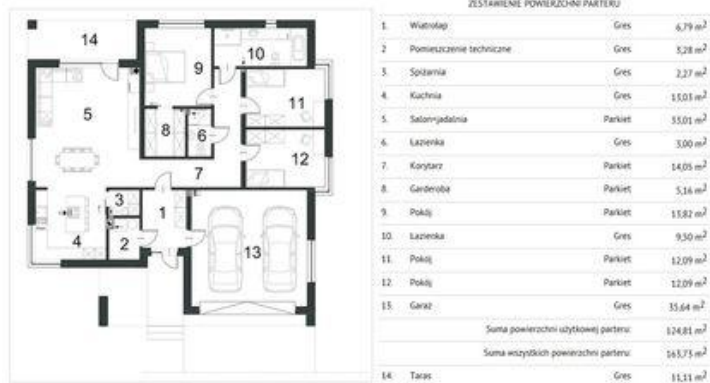 ZESTAWIENIE POWIERZCHNI PARTERU
1. Wiatrołap Gres 6,79 m²
2 Pomieszczenie techniczne Gres 3,28 m²
3. Spiżarnia Gres 2,27 m²
4. Kuchnia Gres 13,03 m²
5. Salon+jadalnia Parkiet 33,01 m²
6. Łazienka Gres 3,00 m²
7. Korytarz Parkiet 14,05 m²
8. Garderoba Parkiet 5,16 m²
9. Pokój Parkiet 13,82 m²
10. Łazienka Gres 9,50 m²
11. Pokój Parkiet 12,09 m²
12. Pokój Parkiet 12,09 m²
13. Garaż Gres 35,64 m²
Suma powierzchni użytkowej parteru: 124,81 m²
Suma wszystkich powierzchni parteru: 163,73 m²
14. Taras Gres 11,11 m²
14
10
9
5
11
8
6
12
7
3
1
4
2
13